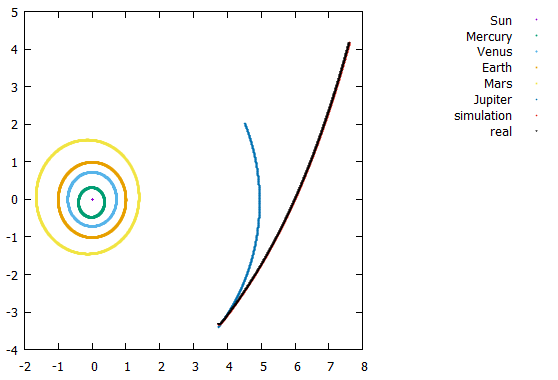 5
4
3
2
1
0
-1
-2
-3
-4
-2 -1 0 1 2 3 4 5 6 7 8
Sun
Mercury
Venus
Earth
Mars
Jupiter
simulation
real